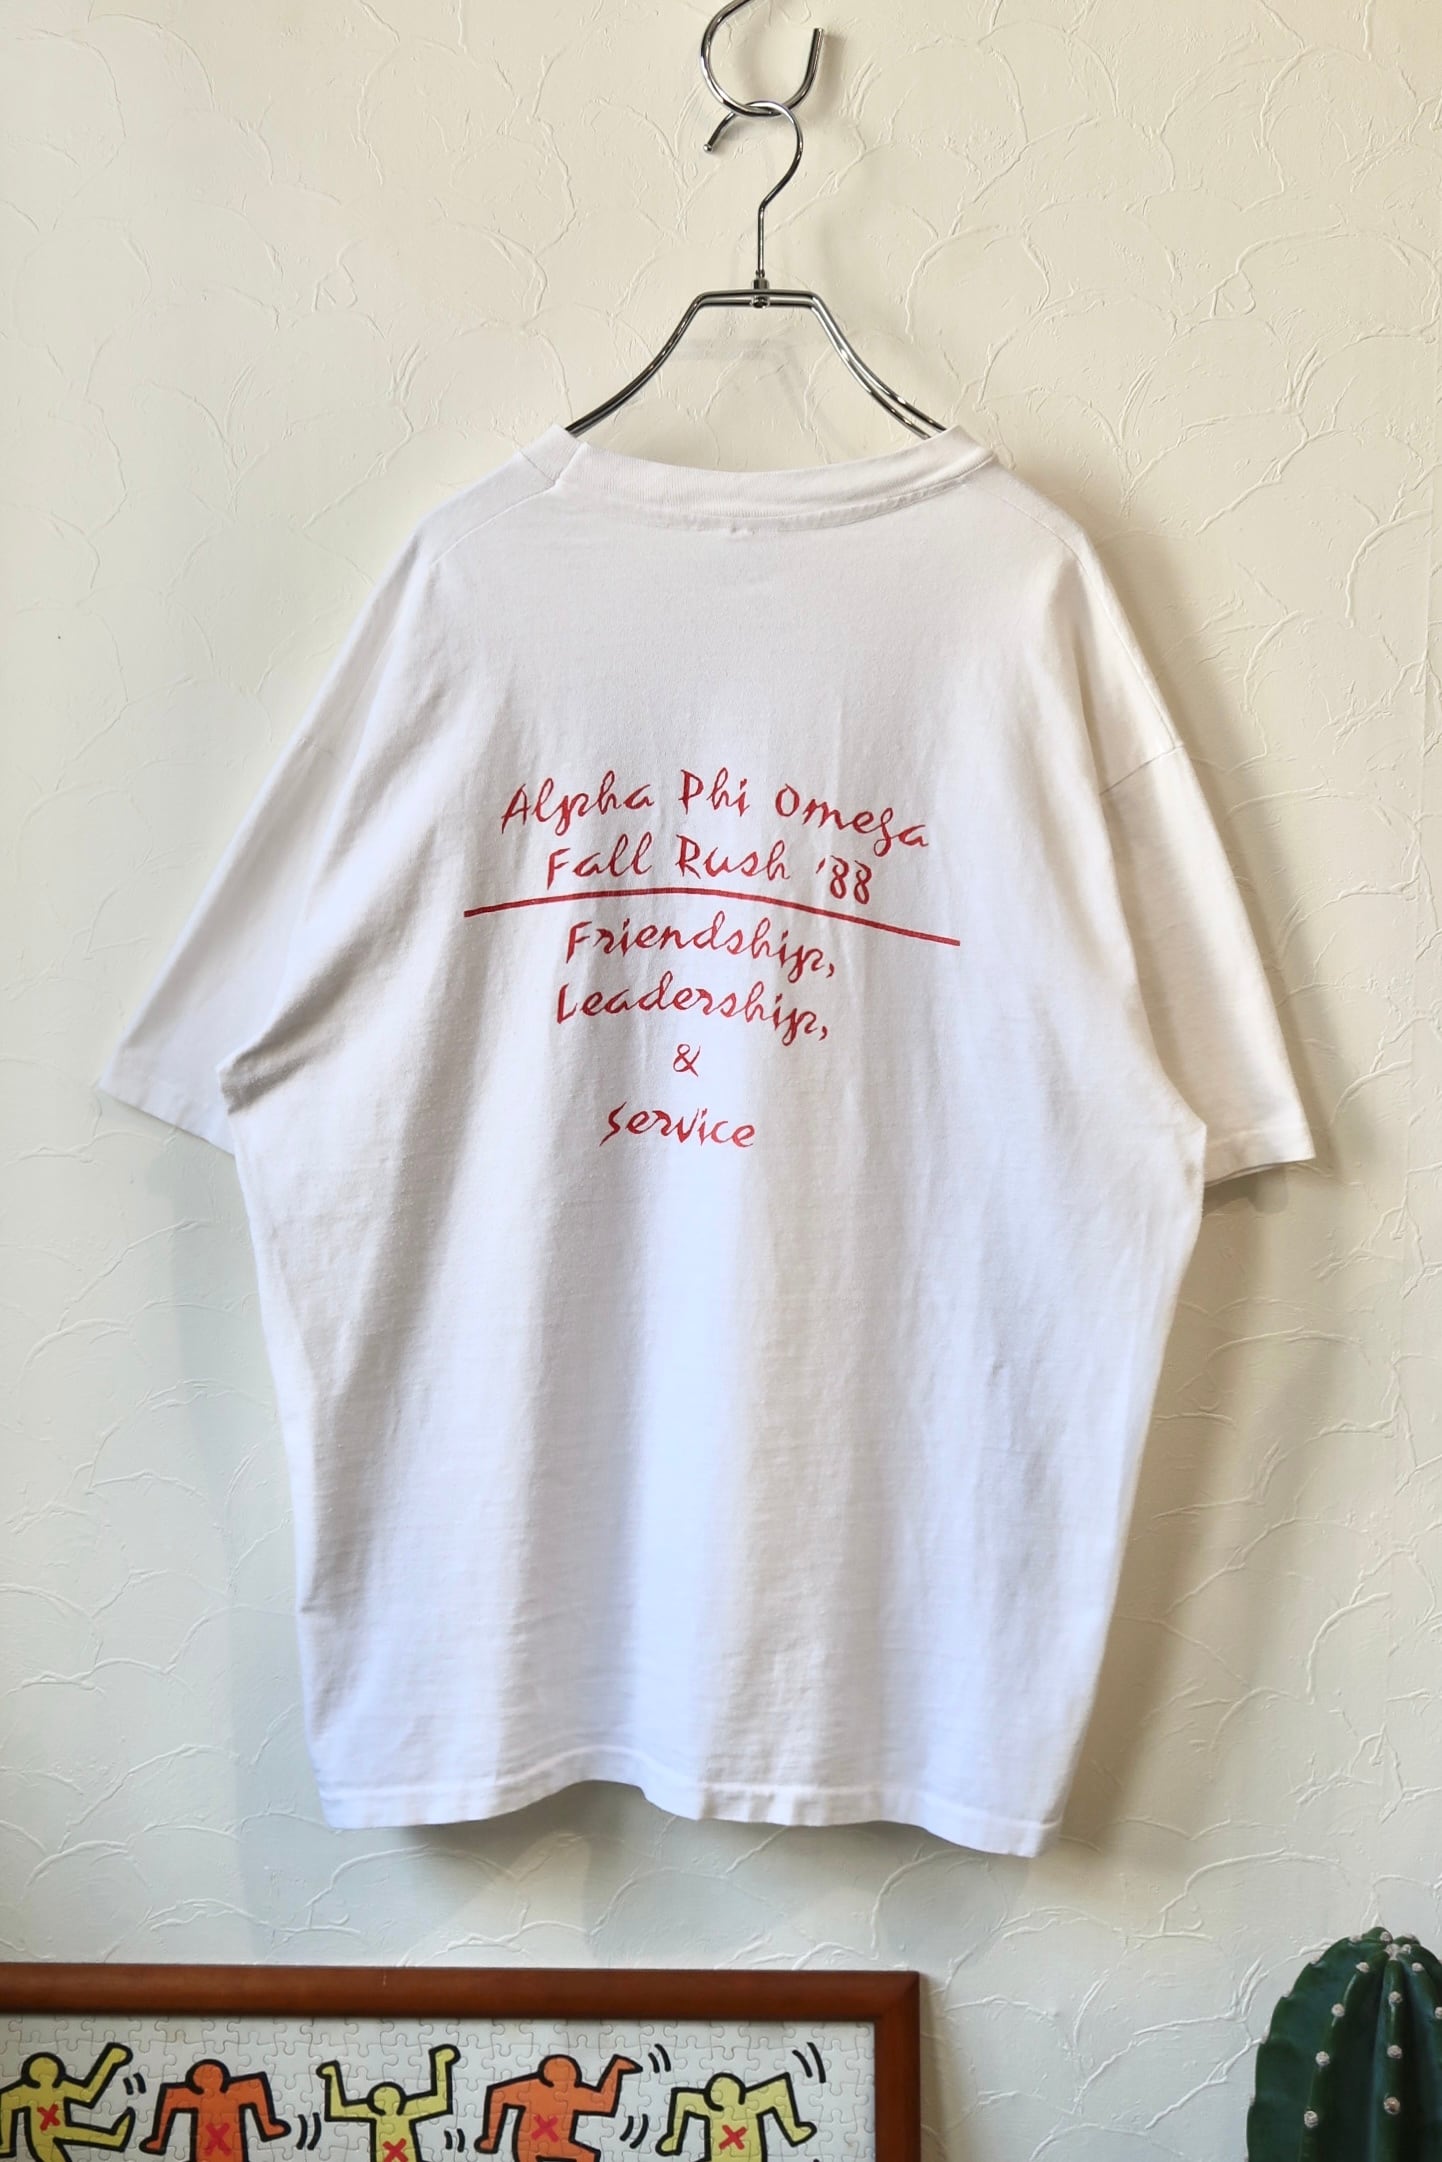 Alpha Phi Omega
Fall Rush '88
Friendship,
Leadership,
&
Service